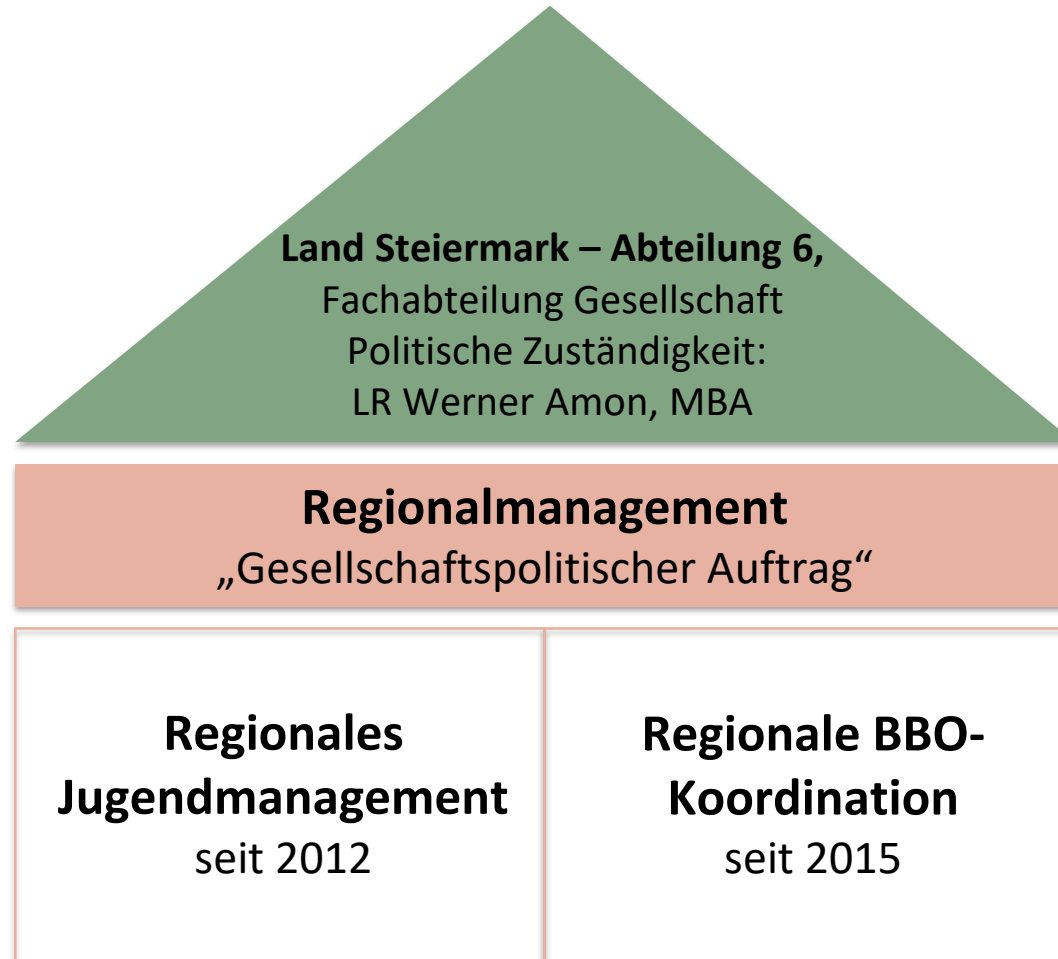 Land Steiermark – Abteilung 6,
Fachabteilung Gesellschaft
Politische Zuständigkeit:
LR Werner Amon, MBA
Regionalmanagement
„Gesellschaftspolitischer Auftrag“
Regionales
Jugendmanagement
seit 2012
Regionale BBO-
Koordination
seit 2015